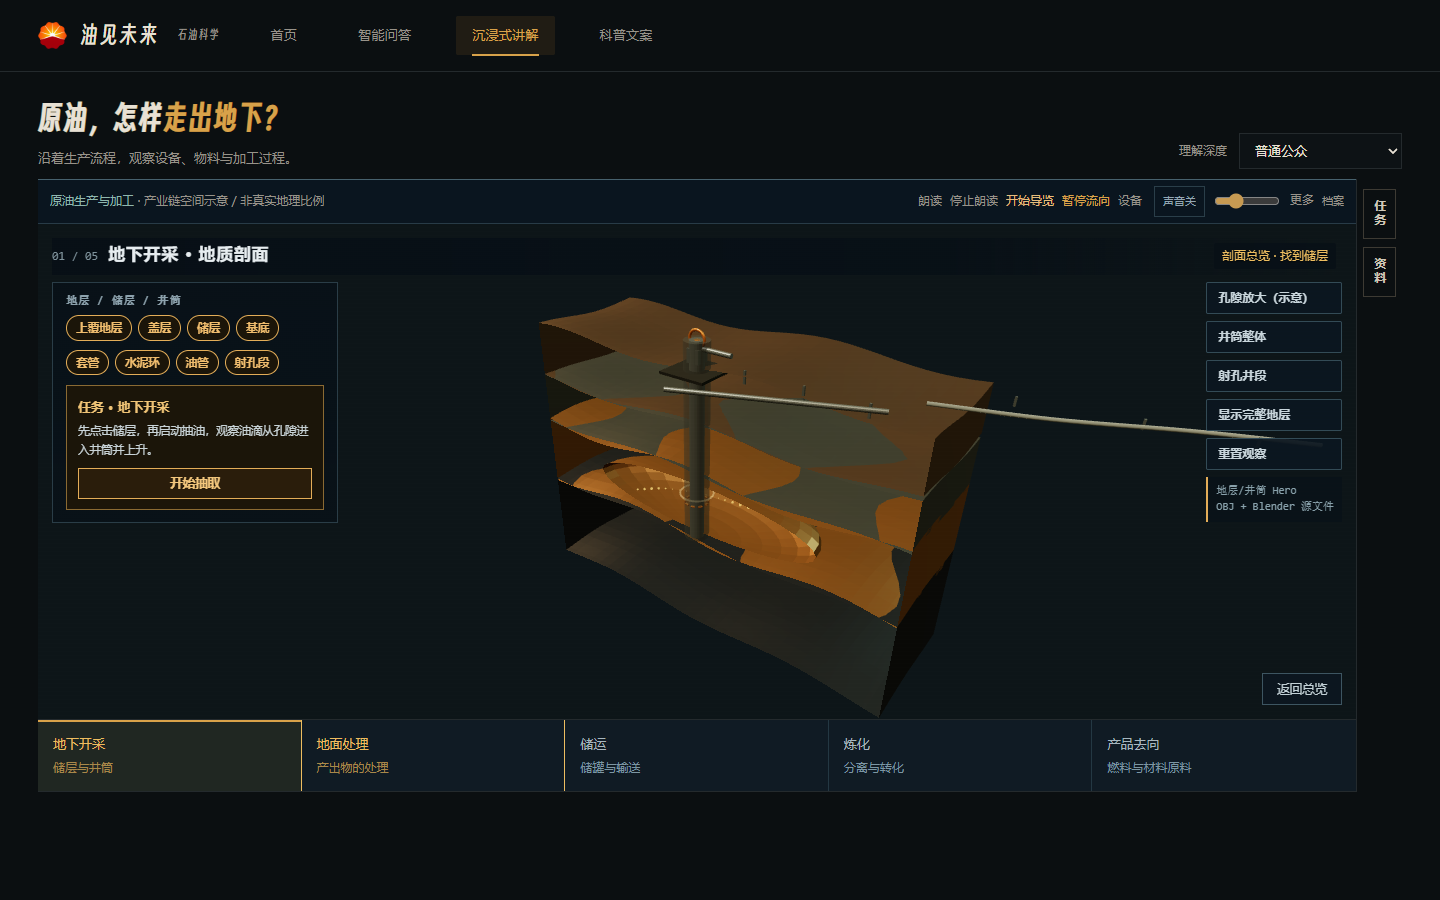 油见未来 石油科学 首页 智能问答 沉浸式讲解 科普文案
原油，怎样走出地下？
沿着生产流程，观察设备、物料与加工过程。
理解深度 普通公众
原油生产与加工 · 产业链空间示意 / 非真实地理比例
朗读 停止朗读 开始导览 暂停流向 设备 声音关 更多 档案
任务
资料
01 / 05 地下开采 • 地质剖面
剖面总览 · 找到储层
地层 / 储层 / 井筒
上覆地层 盖层 储层 基底
套管 水泥环 油管 射孔段
任务 • 地下开采
先点击储层，再启动抽油，观察油滴从孔隙进
入井筒并上升。
开始抽取
孔隙放大（示意）
井筒整体
射孔井段
显示完整地层
重置观察
地层/井筒 Hero
OBJ + Blender 源文件
返回总览
地下开采
储层与井筒
地面处理
产出物的处理
储运
储罐与输送
炼化
分离与转化
产品去向
燃料与材料原料